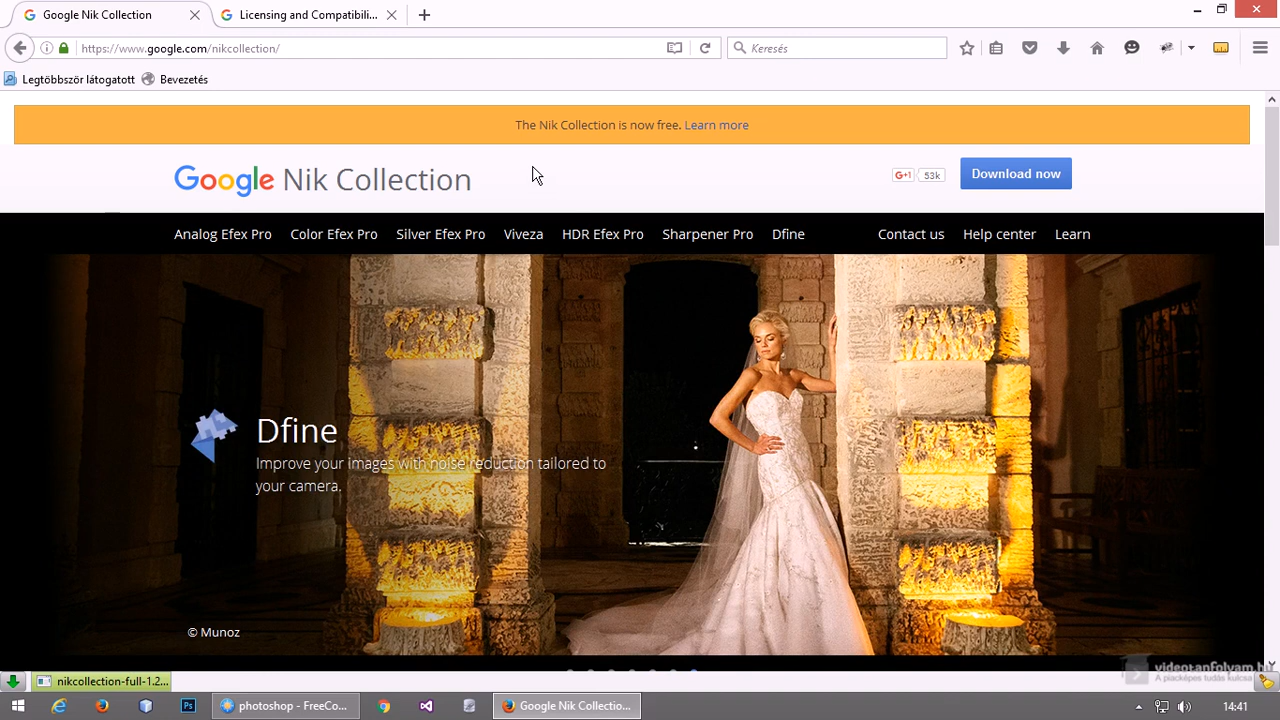 Google Nik Collection
Licensing and Compatibili...
https://www.google.com/nikcollection/
Keresés
Legtöbbször látogatott
Bevezetés
The Nik Collection is now free. Learn more
Google Nik Collection
G+1 53k
Download now
Analog Efex Pro Color Efex Pro Silver Efex Pro Viveza HDR Efex Pro Sharpener Pro Dfine Contact us Help center Learn
Dfine
Improve your images with noise reduction tailored to
your camera.
© Munoz
videotanfolyam.hu
A piacképes tudás kulcsa
nikcollection-full-1.2...
Ps
photoshop - FreeCo...
Google Nik Collectio...
14:41